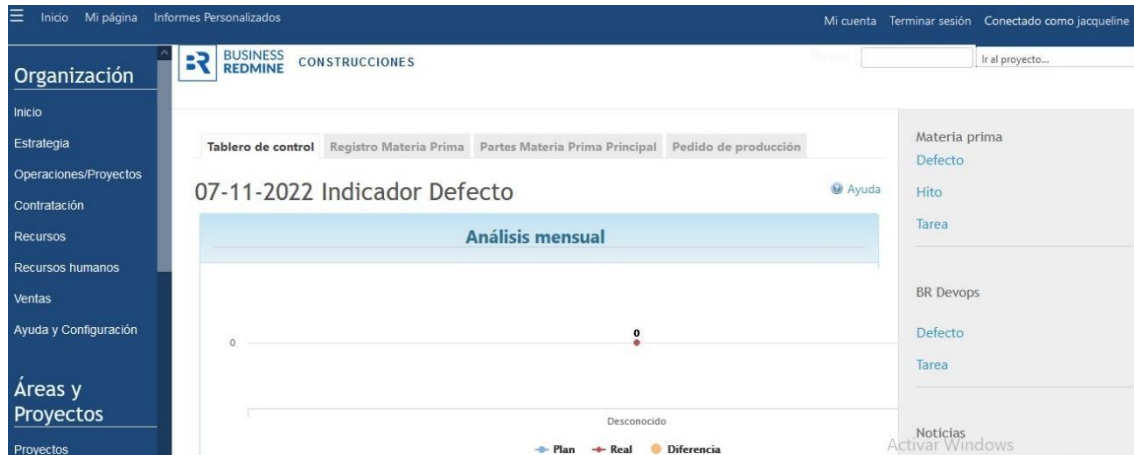 Inicio Mi página Informes Personalizados
Mi cuenta Terminar sesión Conectado como jacqueline
Organización
Inicio
Estrategia
Operaciones/Proyectos
Contratación
Recursos
Recursos humanos
Ventas
Ayuda y Configuración
Áreas y
Proyectos
Proyectos
BR BUSINESS
REDMINE
CONSTRUCCIONES
Ir al proyecto...
Tablero de control Registro Materia Prima Partes Materia Prima Principal Pedido de producción
07-11-2022 Indicador Defecto
Ayuda
Análisis mensual
0
0
Desconocido
Plan Real Diferencia
Materia prima
Defecto
Hito
Tarea
BR Devops
Defecto
Tarea
Noticias
Activar Windows